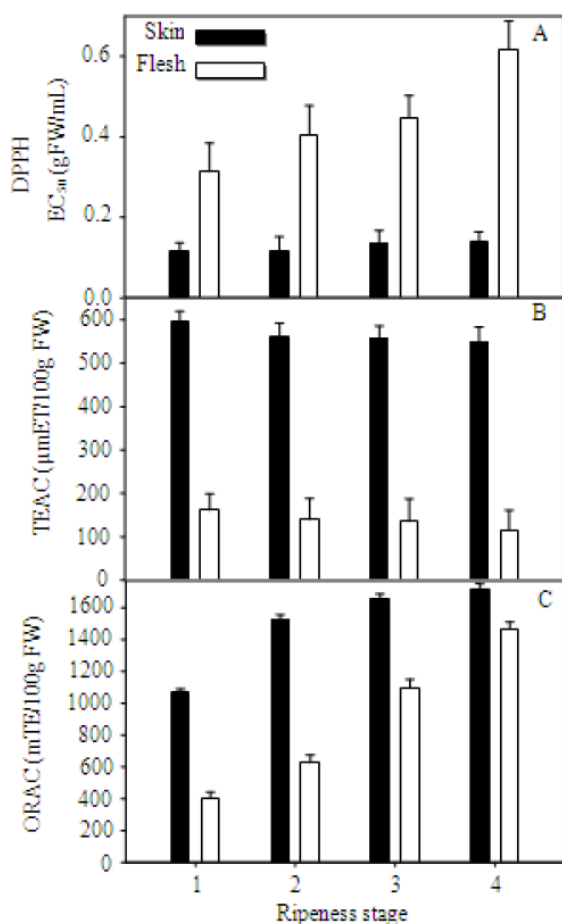 Skin
Flesh
A
DPPH
EC₅₀ (gFW/mL)
0.6
0.4
0.2
0.0
B
TEAC (µmET/100g FW)
600
500
400
300
200
100
0
C
ORAC (mTE/100g FW)
1600
1400
1200
1000
800
600
400
200
0
1 2 3 4
Ripeness stage